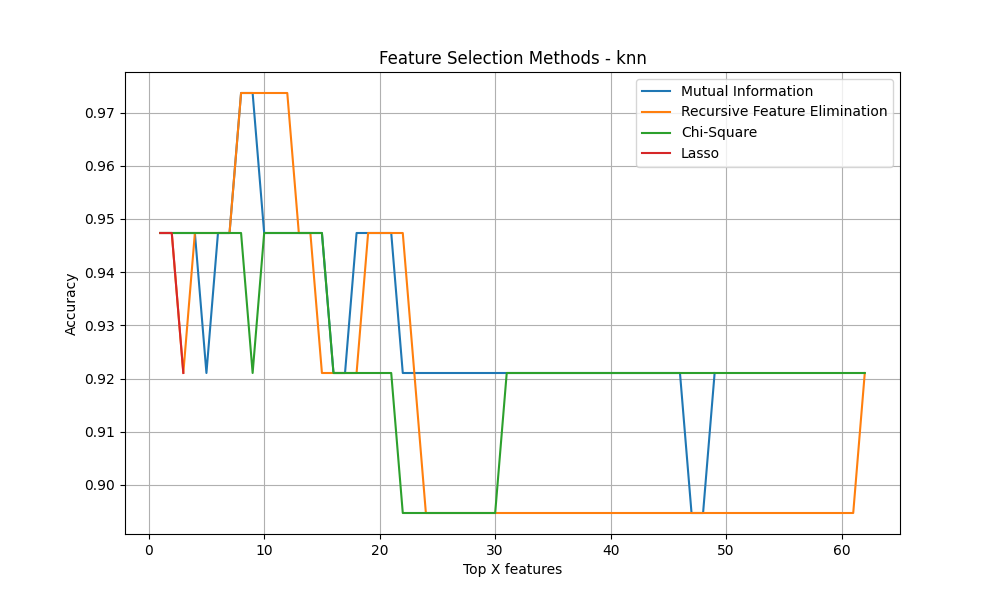 Feature Selection Methods - knn
Mutual Information
Recursive Feature Elimination
Chi-Square
Lasso
Accuracy
0.97
0.96
0.95
0.94
0.93
0.92
0.91
0.90
0 10 20 30 40 50 60
Top X features